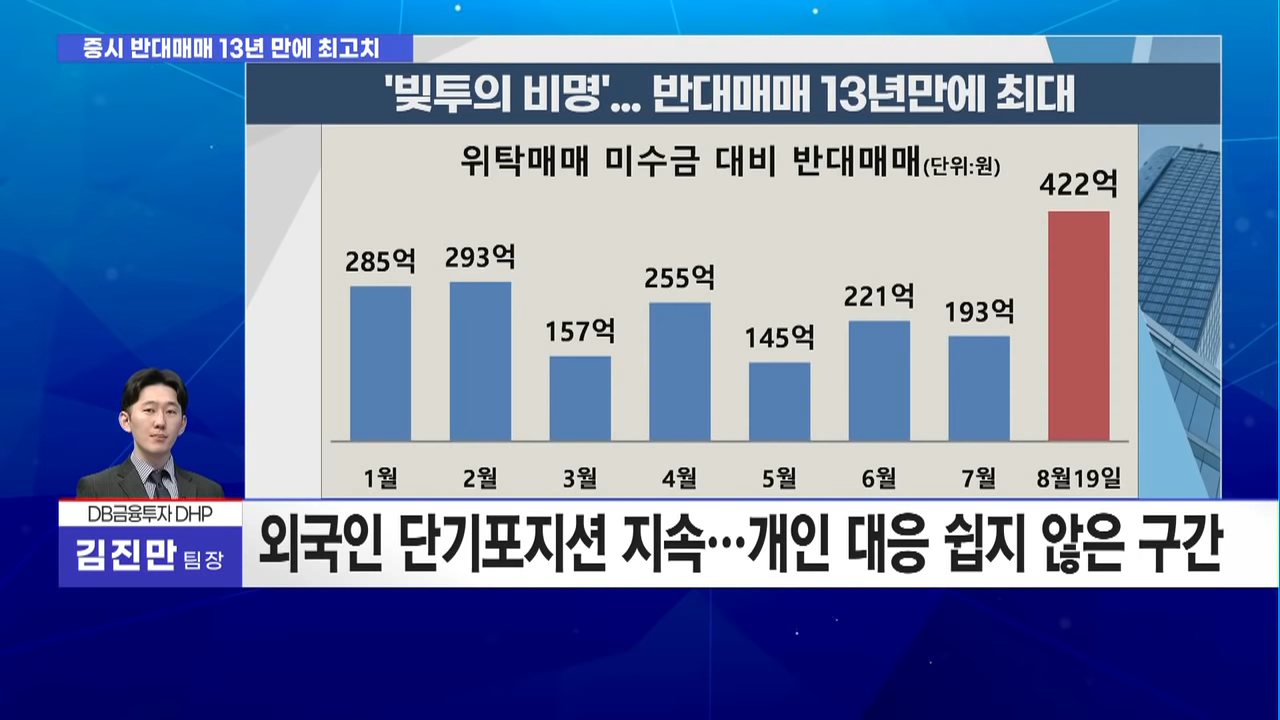 증시 반대매매 13년 만에 최고치
'빚투의 비명'... 반대매매 13년만에 최대
위탁매매 미수금 대비 반대매매(단위:원)
285억 293억 157억 255억 145억 221억 193억 422억
1월 2월 3월 4월 5월 6월 7월 8월19일
DB금융투자 DHP
김진만 팀장
외국인 단기포지션 지속…개인 대응 쉽지 않은 구간